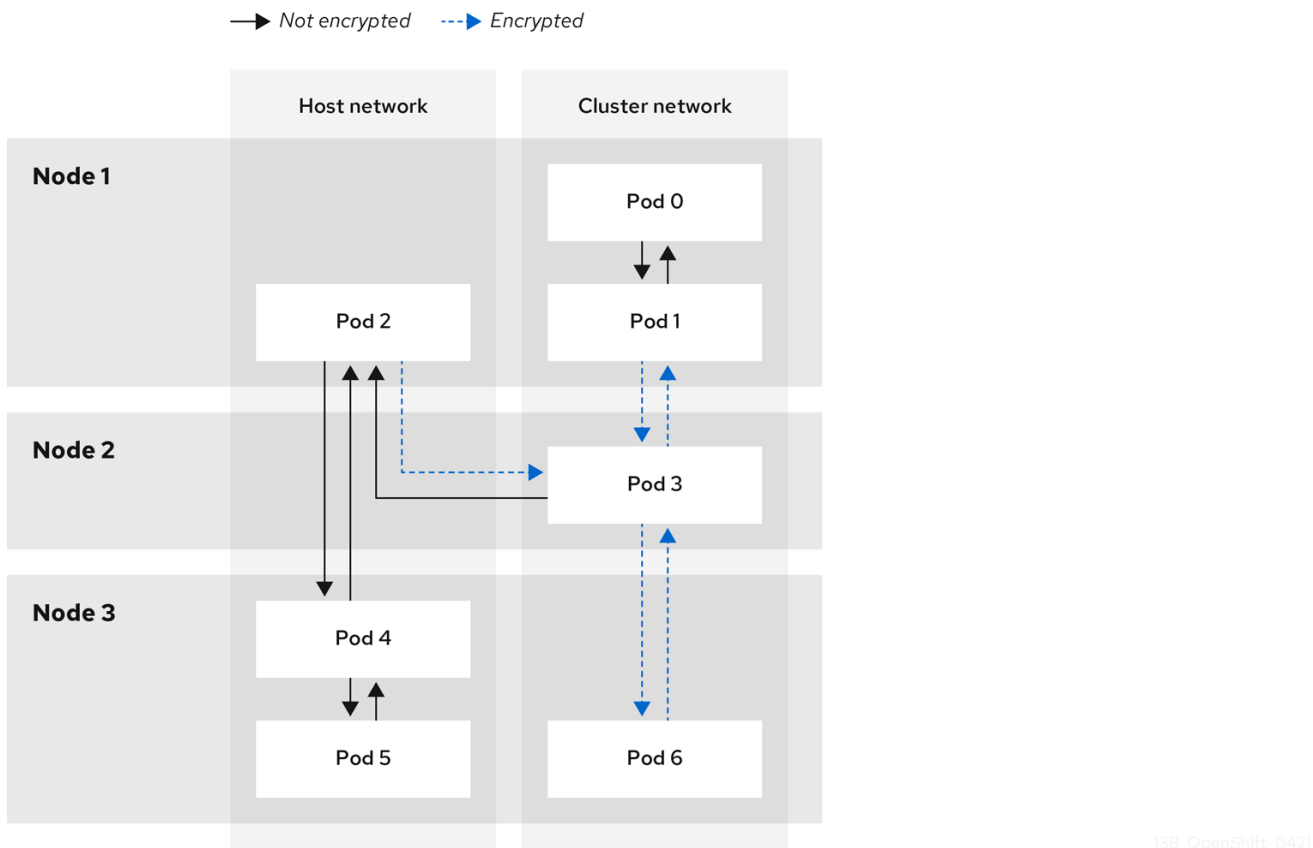 Not encrypted Encrypted
Host network Cluster network
Node 1
Pod 0
Pod 2 Pod 1
Node 2
Pod 3
Node 3
Pod 4
Pod 5 Pod 6
138_OpenShift_0421